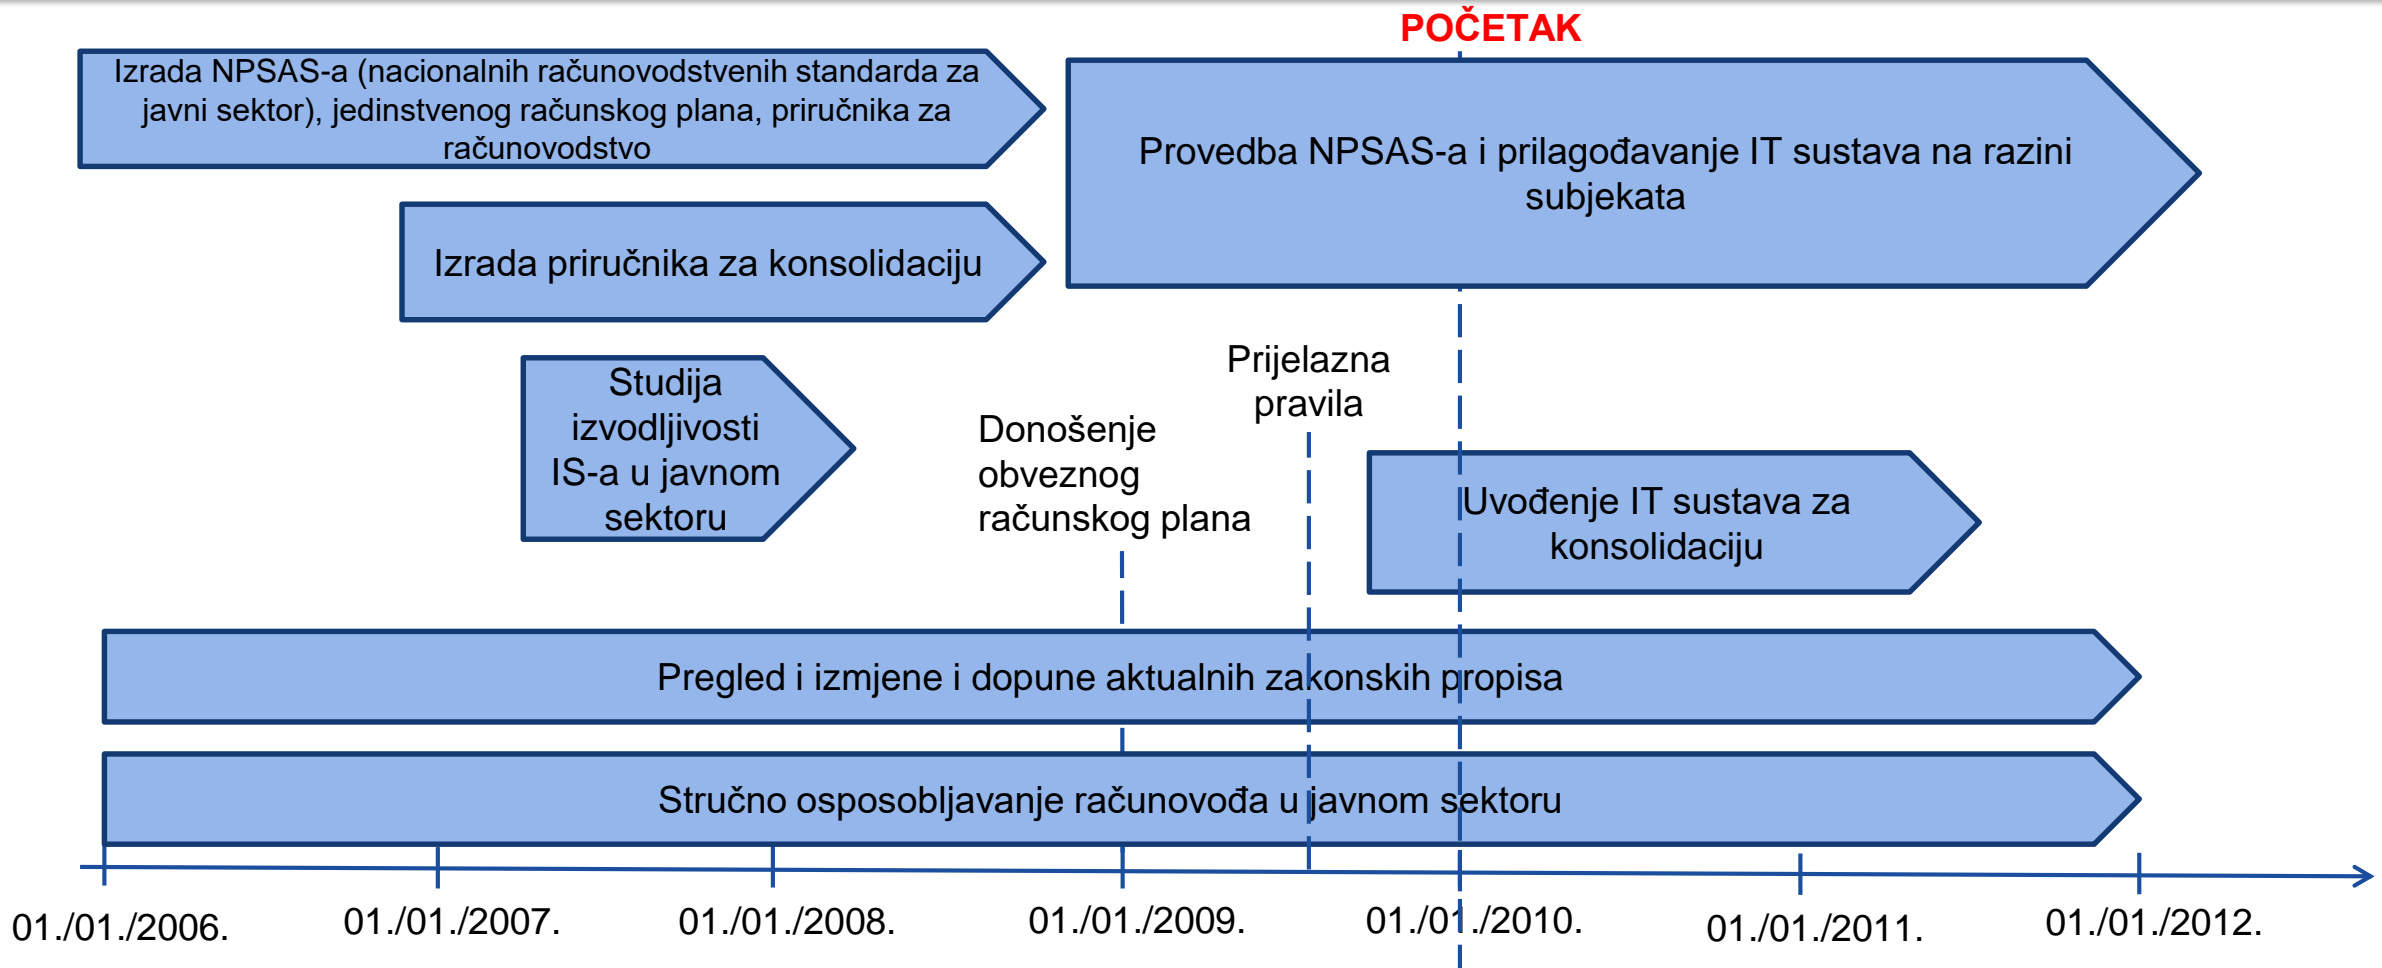 POČETAK
Izrada NPSAS-a (nacionalnih računovodstvenih standarda za
javni sektor), jedinstvenog računskog plana, priručnika za
računovodstvo
Provedba NPSAS-a i prilagođavanje IT sustava na razini
subjekata
Izrada priručnika za konsolidaciju
Studija
izvodljivosti
IS-a u javnom
sektoru
Donošenje
obveznog
računskog plana
Prijelazna
pravila
Uvođenje IT sustava za
konsolidaciju
Pregled i izmjene i dopune aktualnih zakonskih propisa
Stručno osposobljavanje računovođa u javnom sektoru
01./01./2006.
01./01./2007.
01./01./2008.
01./01./2009.
01./01./2010.
01./01./2011.
01./01./2012.